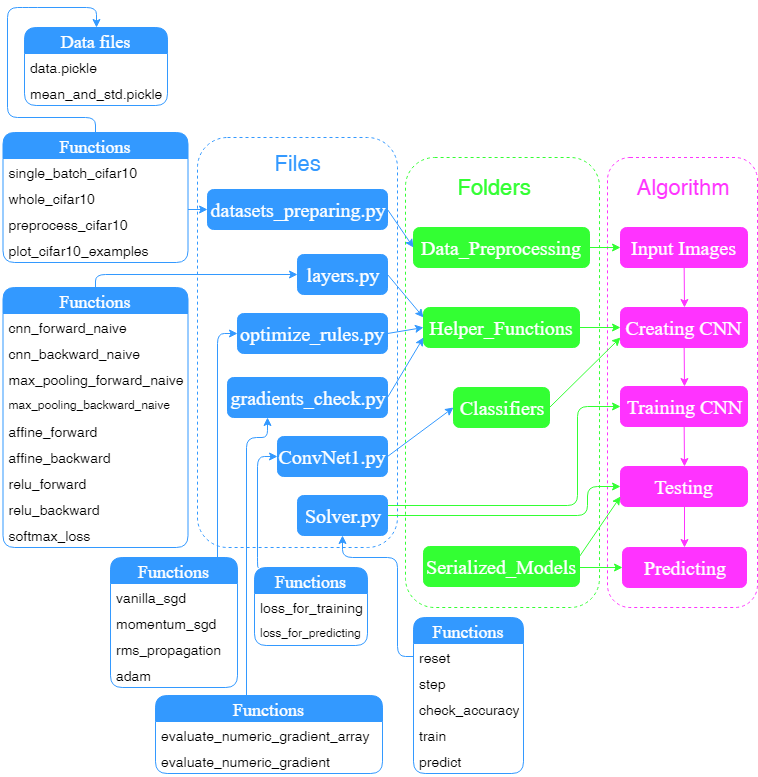 Data files
data.pickle
mean_and_std.pickle
Functions
single_batch_cifar10
whole_cifar10
preprocess_cifar10
plot_cifar10_examples
Functions
cnn_forward_naive
cnn_backward_naive
max_pooling_forward_naive
max_pooling_backward_naive
affine_forward
affine_backward
relu_forward
relu_backward
softmax_loss
Files
datasets_preparing.py
layers.py
optimize_rules.py
gradients_check.py
ConvNet1.py
Solver.py
Folders
Data_Preprocessing
Helper_Functions
Classifiers
Serialized_Models
Algorithm
Input Images
Creating CNN
Training CNN
Testing
Predicting
Functions
vanilla_sgd
momentum_sgd
rms_propagation
adam
Functions
loss_for_training
loss_for_predicting
Functions
evaluate_numeric_gradient_array
evaluate_numeric_gradient
Functions
reset
step
check_accuracy
train
predict